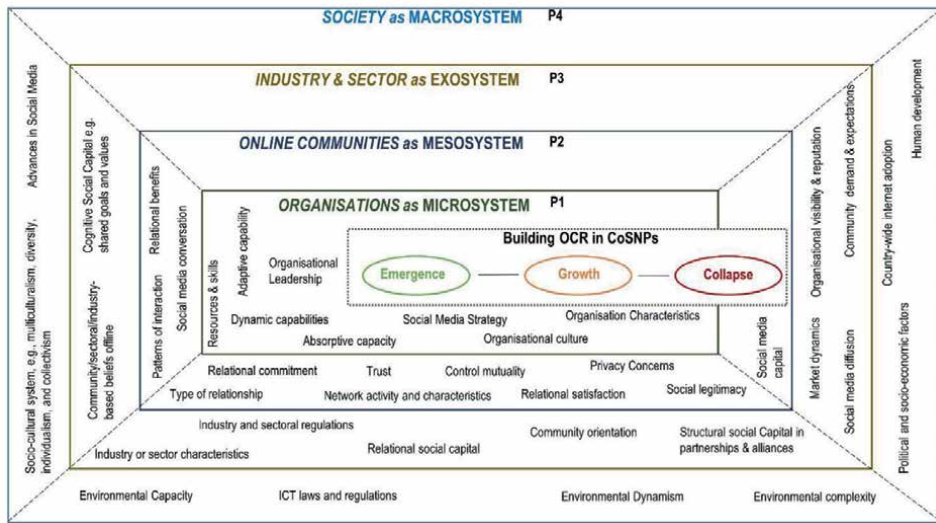 SOCIETY as MACROSYSTEM P4
INDUSTRY & SECTOR as EXOSYSTEM P3
ONLINE COMMUNITIES as MESOSYSTEM P2
ORGANISATIONS as MICROSYSTEM P1
Building OCR in CoSNPs
Emergence
Growth
Collapse
Organisational
Leadership
Adaptive capability
Resources & skills
Dynamic capabilities
Social Media Strategy
Organisation Characteristics
Absorptive capacity
Organisational culture
Relational benefits
Patterns of interaction
Social media conversation
Relational commitment
Trust
Control mutuality
Privacy Concerns
Social media
capital
Type of relationship
Network activity and characteristics
Relational satisfaction
Social legitimacy
Cognitive Social Capital e.g.
shared goals and values
Community/sectoral/industry-
based beliefs offline
Organisational visibility & reputation
Community demand & expectations
Market dynamics
Social media diffusion
Industry and sectoral regulations
Industry or sector characteristics
Relational social capital
Community orientation
Structural social Capital in
partnerships & alliances
Advances in Social Media
Socio-cultural system, e.g., multiculturalism, diversity,
individualism, and collectivism
Human development
Country-wide internet adoption
Political and socio-economic factors
Environmental Capacity
ICT laws and regulations
Environmental Dynamism
Environmental complexity